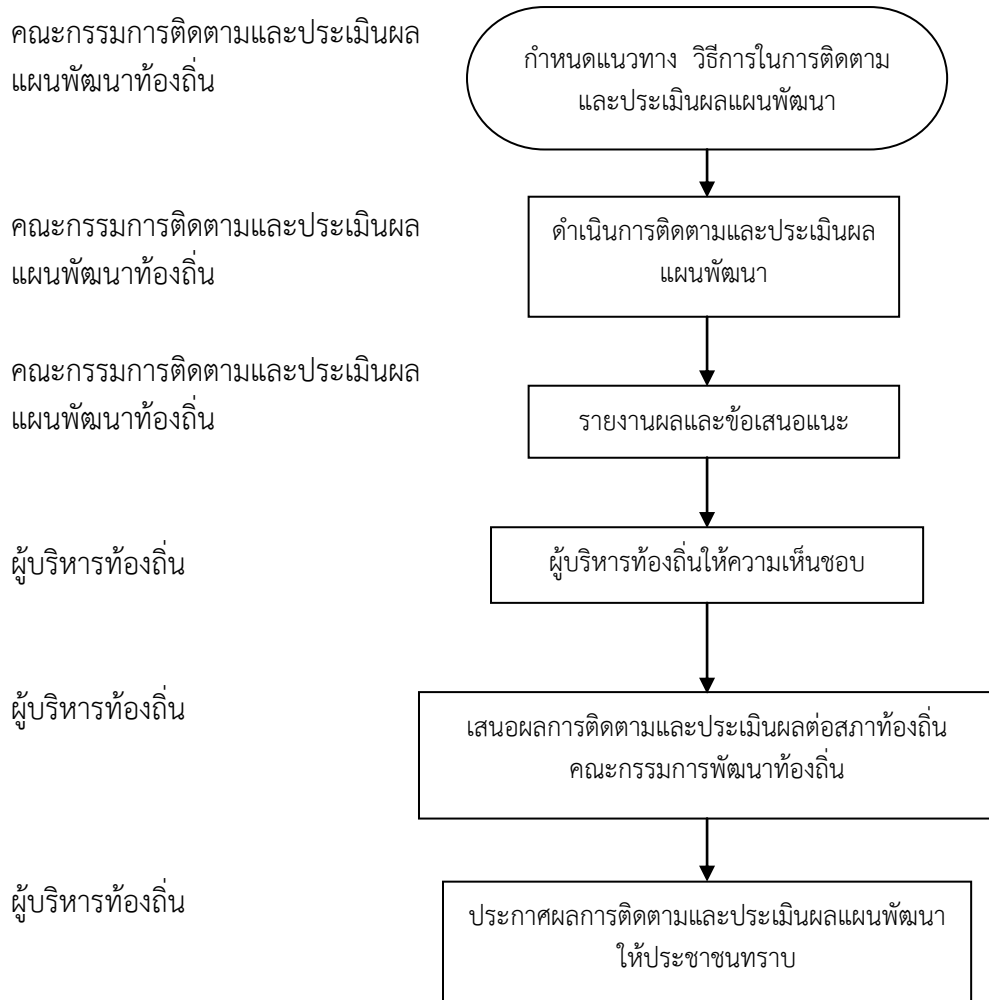 คณะกรรมการติดตามและประเมินผล
แผนพัฒนาท้องถิ่น
กำหนดแนวทาง วิธีการในการติดตาม
และประเมินผลแผนพัฒนา
คณะกรรมการติดตามและประเมินผล
แผนพัฒนาท้องถิ่น
ดำเนินการติดตามและประเมินผล
แผนพัฒนา
คณะกรรมการติดตามและประเมินผล
แผนพัฒนาท้องถิ่น
รายงานผลและข้อเสนอแนะ
ผู้บริหารท้องถิ่น
ผู้บริหารท้องถิ่นให้ความเห็นชอบ
ผู้บริหารท้องถิ่น
เสนอผลการติดตามและประเมินผลต่อสภาท้องถิ่น
คณะกรรมการพัฒนาท้องถิ่น
ผู้บริหารท้องถิ่น
ประกาศผลการติดตามและประเมินผลแผนพัฒนา
ให้ประชาชนทราบ